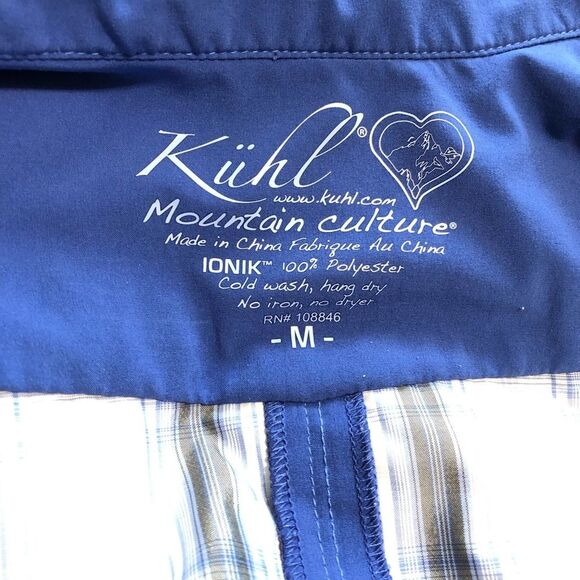 Kühl®
www.kuhl.com
Mountain culture®
Made in China Fabrique Au China
IONIK™ 100% Polyester
Cold wash, hang dry
No iron, no dryer
RN# 108846
- M -